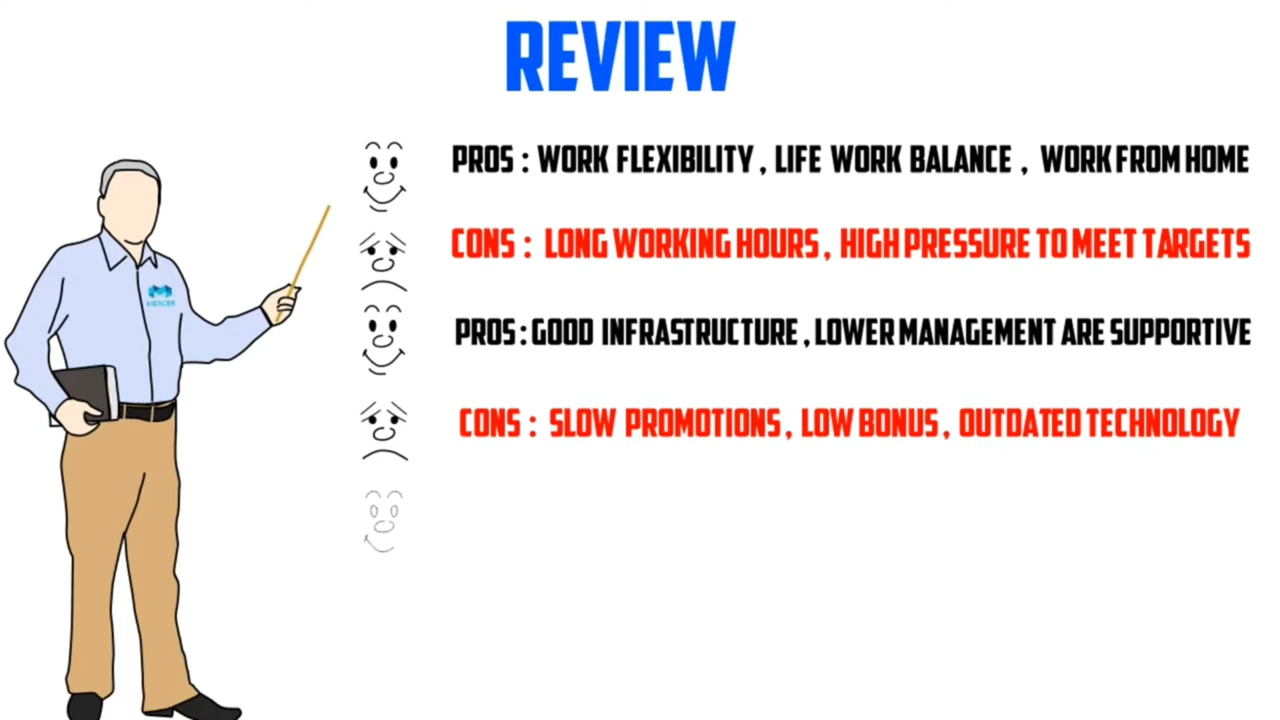 REVIEW
PROS : WORK FLEXIBILITY , LIFE WORK BALANCE , WORK FROM HOME
CONS : LONG WORKING HOURS , HIGH PRESSURE TO MEET TARGETS
MERCER
PROS : GOOD INFRASTRUCTURE , LOWER MANAGEMENT ARE SUPPORTIVE
CONS : SLOW PROMOTIONS , LOW BONUS , OUTDATED TECHNOLOGY